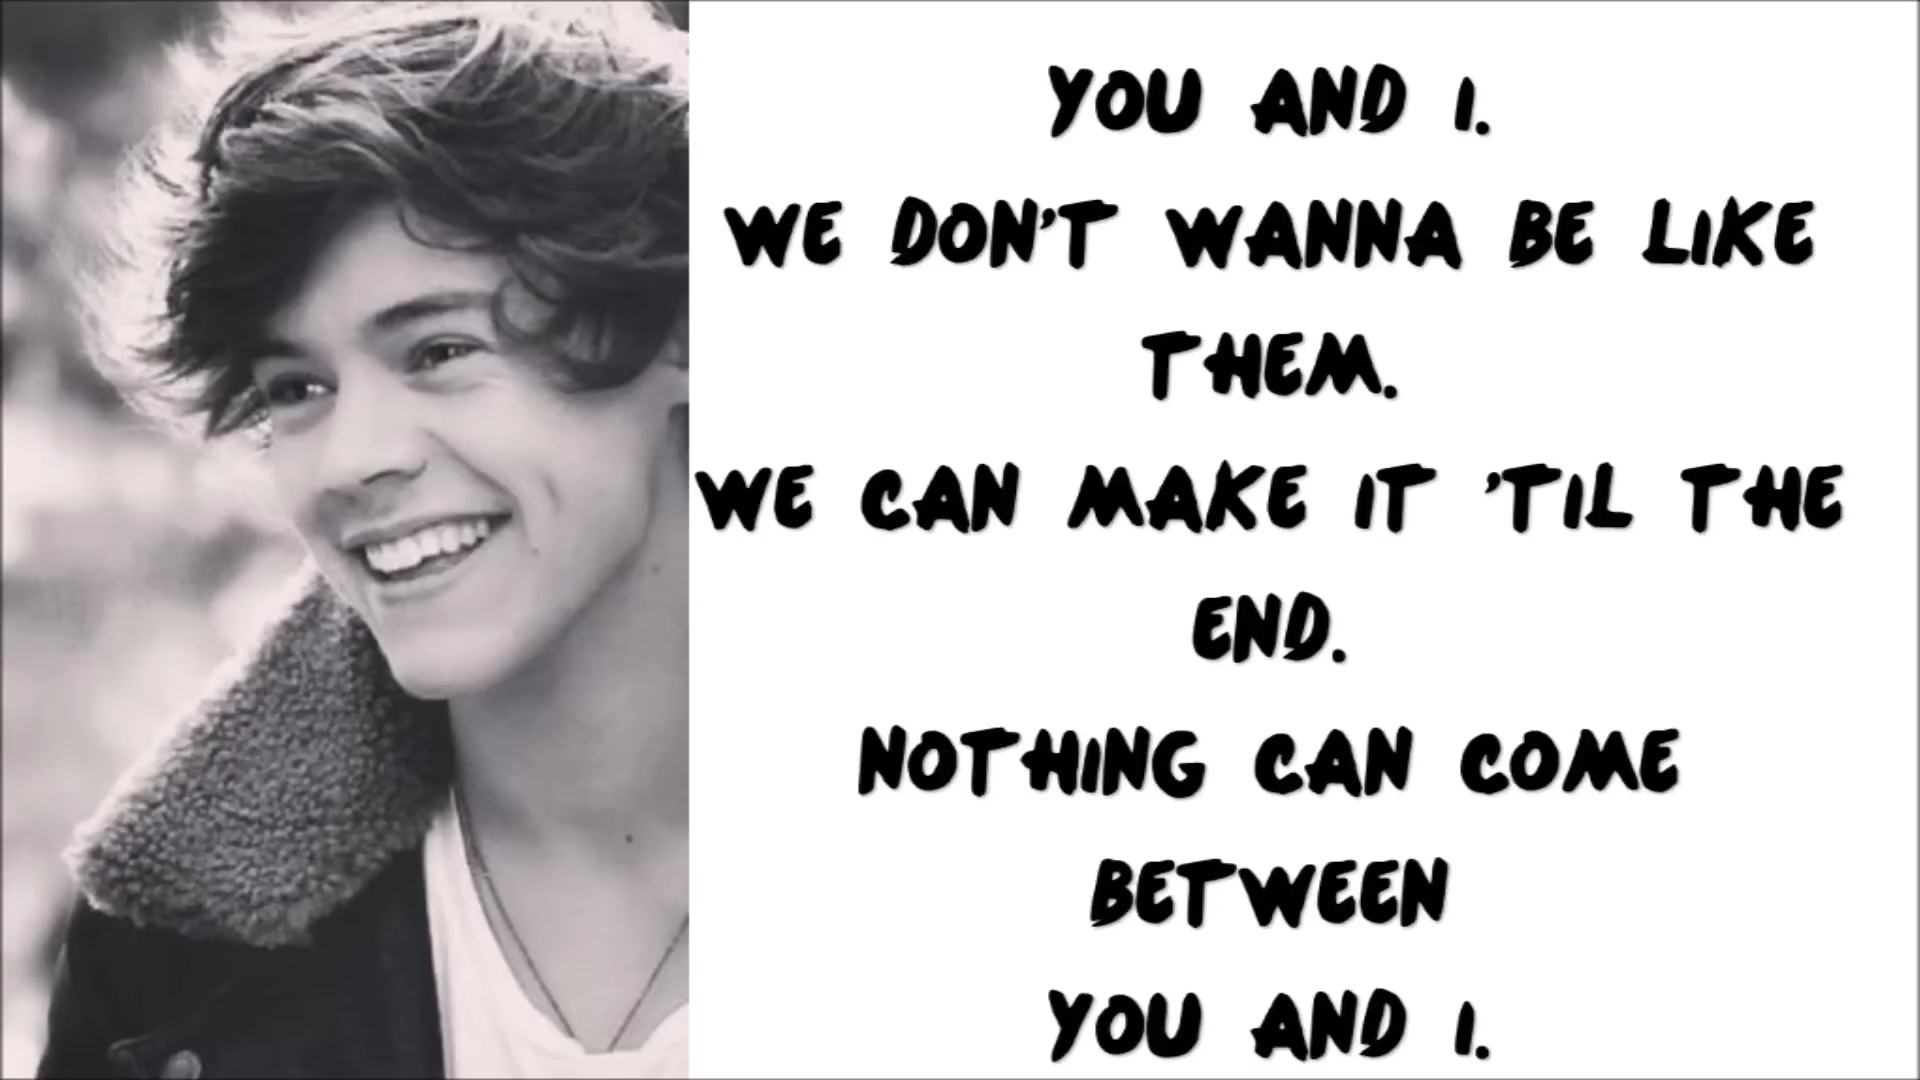 YOU AND I.
WE DON'T WANNA BE LIKE
THEM.
WE CAN MAKE IT 'TIL THE
END.
NOTHING CAN COME
BETWEEN
YOU AND I.